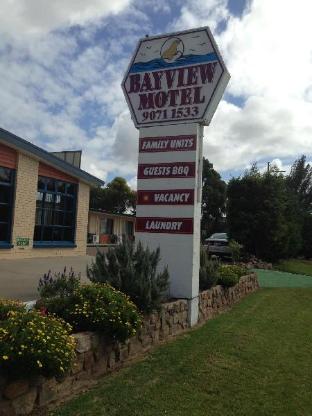 BAYVIEW
MOTEL
9071 1533
FAMILY UNITS
GUESTS BBQ
VACANCY
LAUNDRY